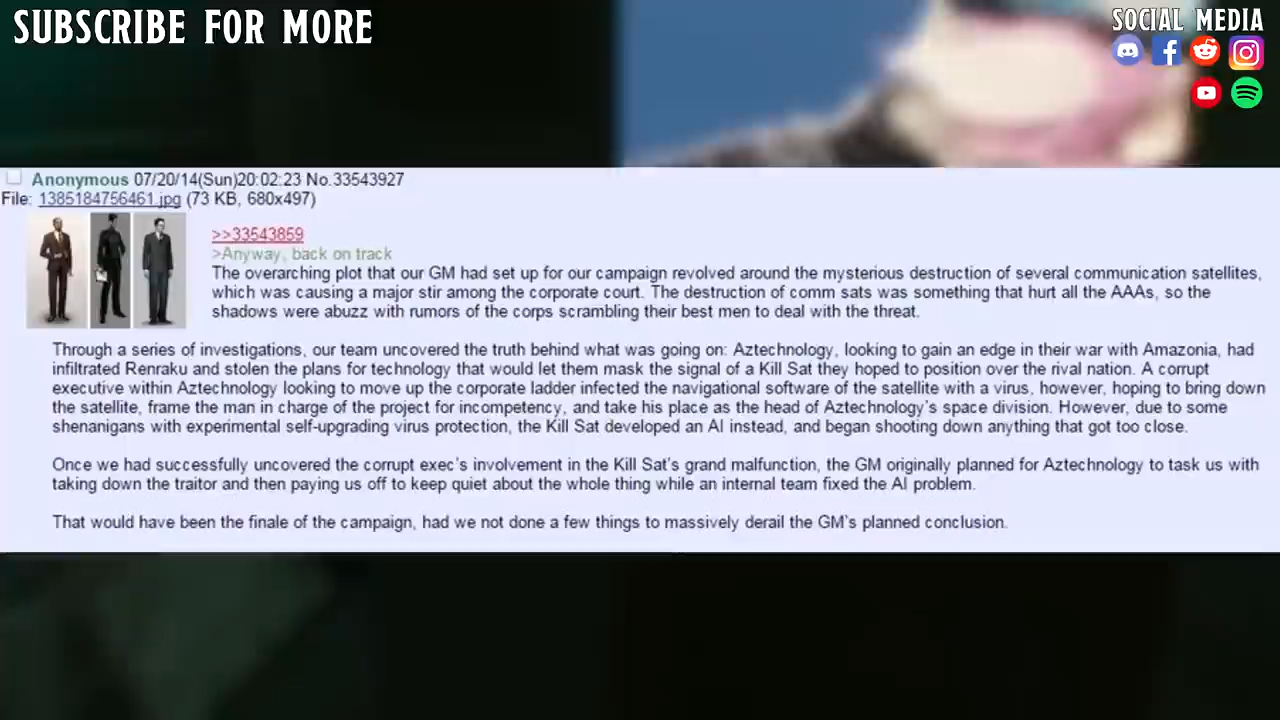 SUBSCRIBE FOR MORE
SOCIAL MEDIA
Anonymous 07/20/14(Sun)20:02:23 No.33543927
File: 1385184756461.jpg (73 KB, 680x497)
>>33543859
>Anyway, back on track
The overarching plot that our GM had set up for our campaign revolved around the mysterious destruction of several communication satellites,
which was causing a major stir among the corporate court. The destruction of comm sats was something that hurt all the AAAs, so the
shadows were abuzz with rumors of the corps scrambling their best men to deal with the threat.
Through a series of investigations, our team uncovered the truth behind what was going on: Aztechnology, looking to gain an edge in their war with Amazonia, had
infiltrated Renraku and stolen the plans for technology that would let them mask the signal of a Kill Sat they hoped to position over the rival nation. A corrupt
executive within Aztechnology looking to move up the corporate ladder infected the navigational software of the satellite with a virus, however, hoping to bring down
the satellite, frame the man in charge of the project for incompetency, and take his place as the head of Aztechnology's space division. However, due to some
shenanigans with experimental self-upgrading virus protection, the Kill Sat developed an AI instead, and began shooting down anything that got too close.
Once we had successfully uncovered the corrupt exec's involvement in the Kill Sat's grand malfunction, the GM originally planned for Aztechnology to task us with
taking down the traitor and then paying us off to keep quiet about the whole thing while an internal team fixed the AI problem.
That would have been the finale of the campaign, had we not done a few things to massively derail the GM's planned conclusion.